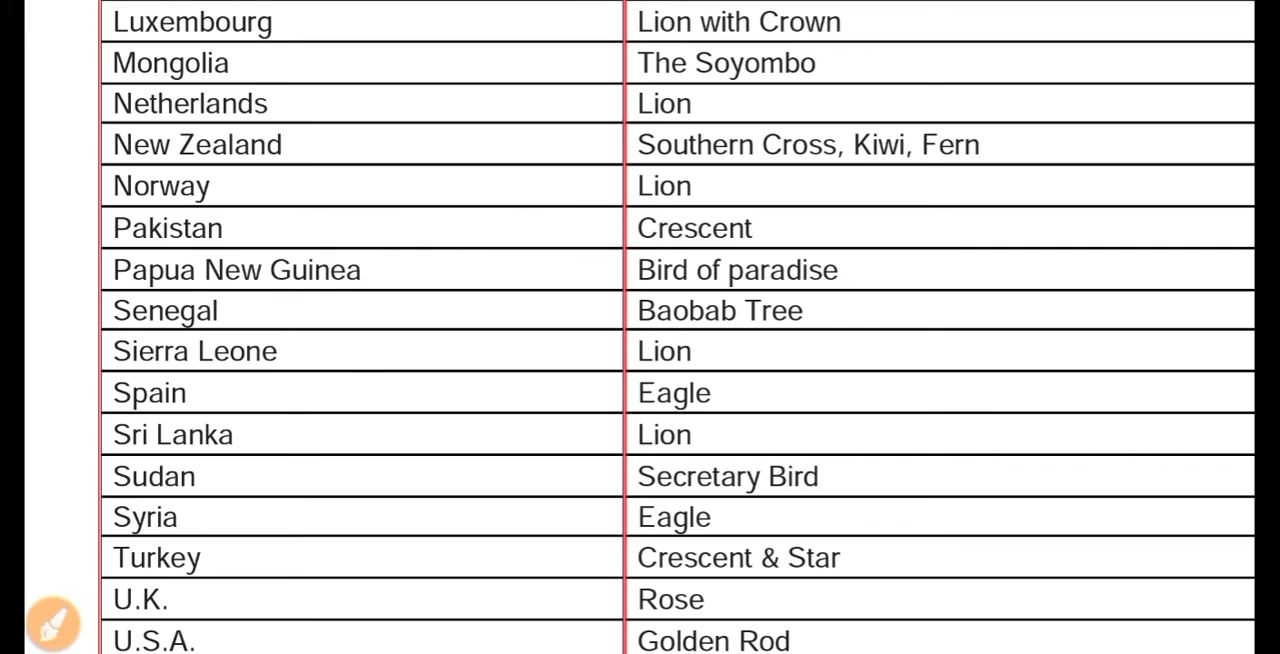 Luxembourg Lion with Crown
Mongolia The Soyombo
Netherlands Lion
New Zealand Southern Cross, Kiwi, Fern
Norway Lion
Pakistan Crescent
Papua New Guinea Bird of paradise
Senegal Baobab Tree
Sierra Leone Lion
Spain Eagle
Sri Lanka Lion
Sudan Secretary Bird
Syria Eagle
Turkey Crescent & Star
U.K. Rose
U.S.A. Golden Rod